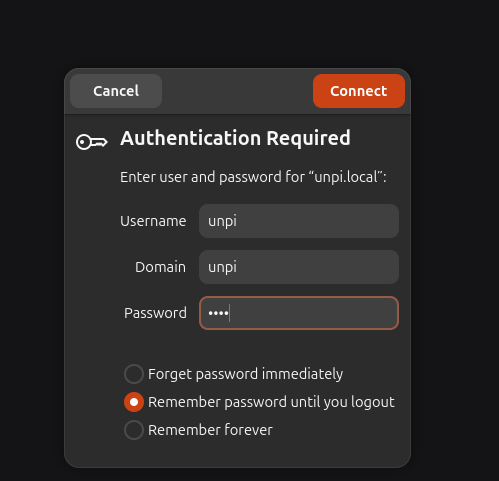 Cancel
Connect
Authentication Required
Enter user and password for “unpi.local”:
Username unpi
Domain unpi
Password ••••
Forget password immediately
Remember password until you logout
Remember forever